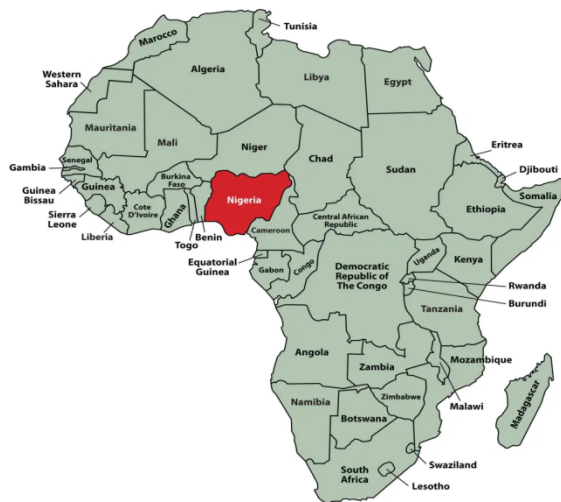 Tunisia
Marocco
Algeria
Libya
Egypt
Western
Sahara
Mauritania
Mali
Niger
Chad
Sudan
Eritrea
Djibouti
Somalia
Ethiopia
Senegal
Gambia
Guinea
Bissau
Guinea
Sierra
Leone
Liberia
Cote
D'Ivoire
Burkina
Faso
Ghana
Togo
Benin
Nigeria
Cameroon
Central African
Republic
Equatorial
Guinea
Gabon
Congo
Democratic
Republic of
The Congo
Uganda
Kenya
Rwanda
Burundi
Tanzania
Angola
Zambia
Mozambique
Malawi
Zimbabwe
Namibia
Botswana
Madagascar
Swaziland
South
Africa
Lesotho